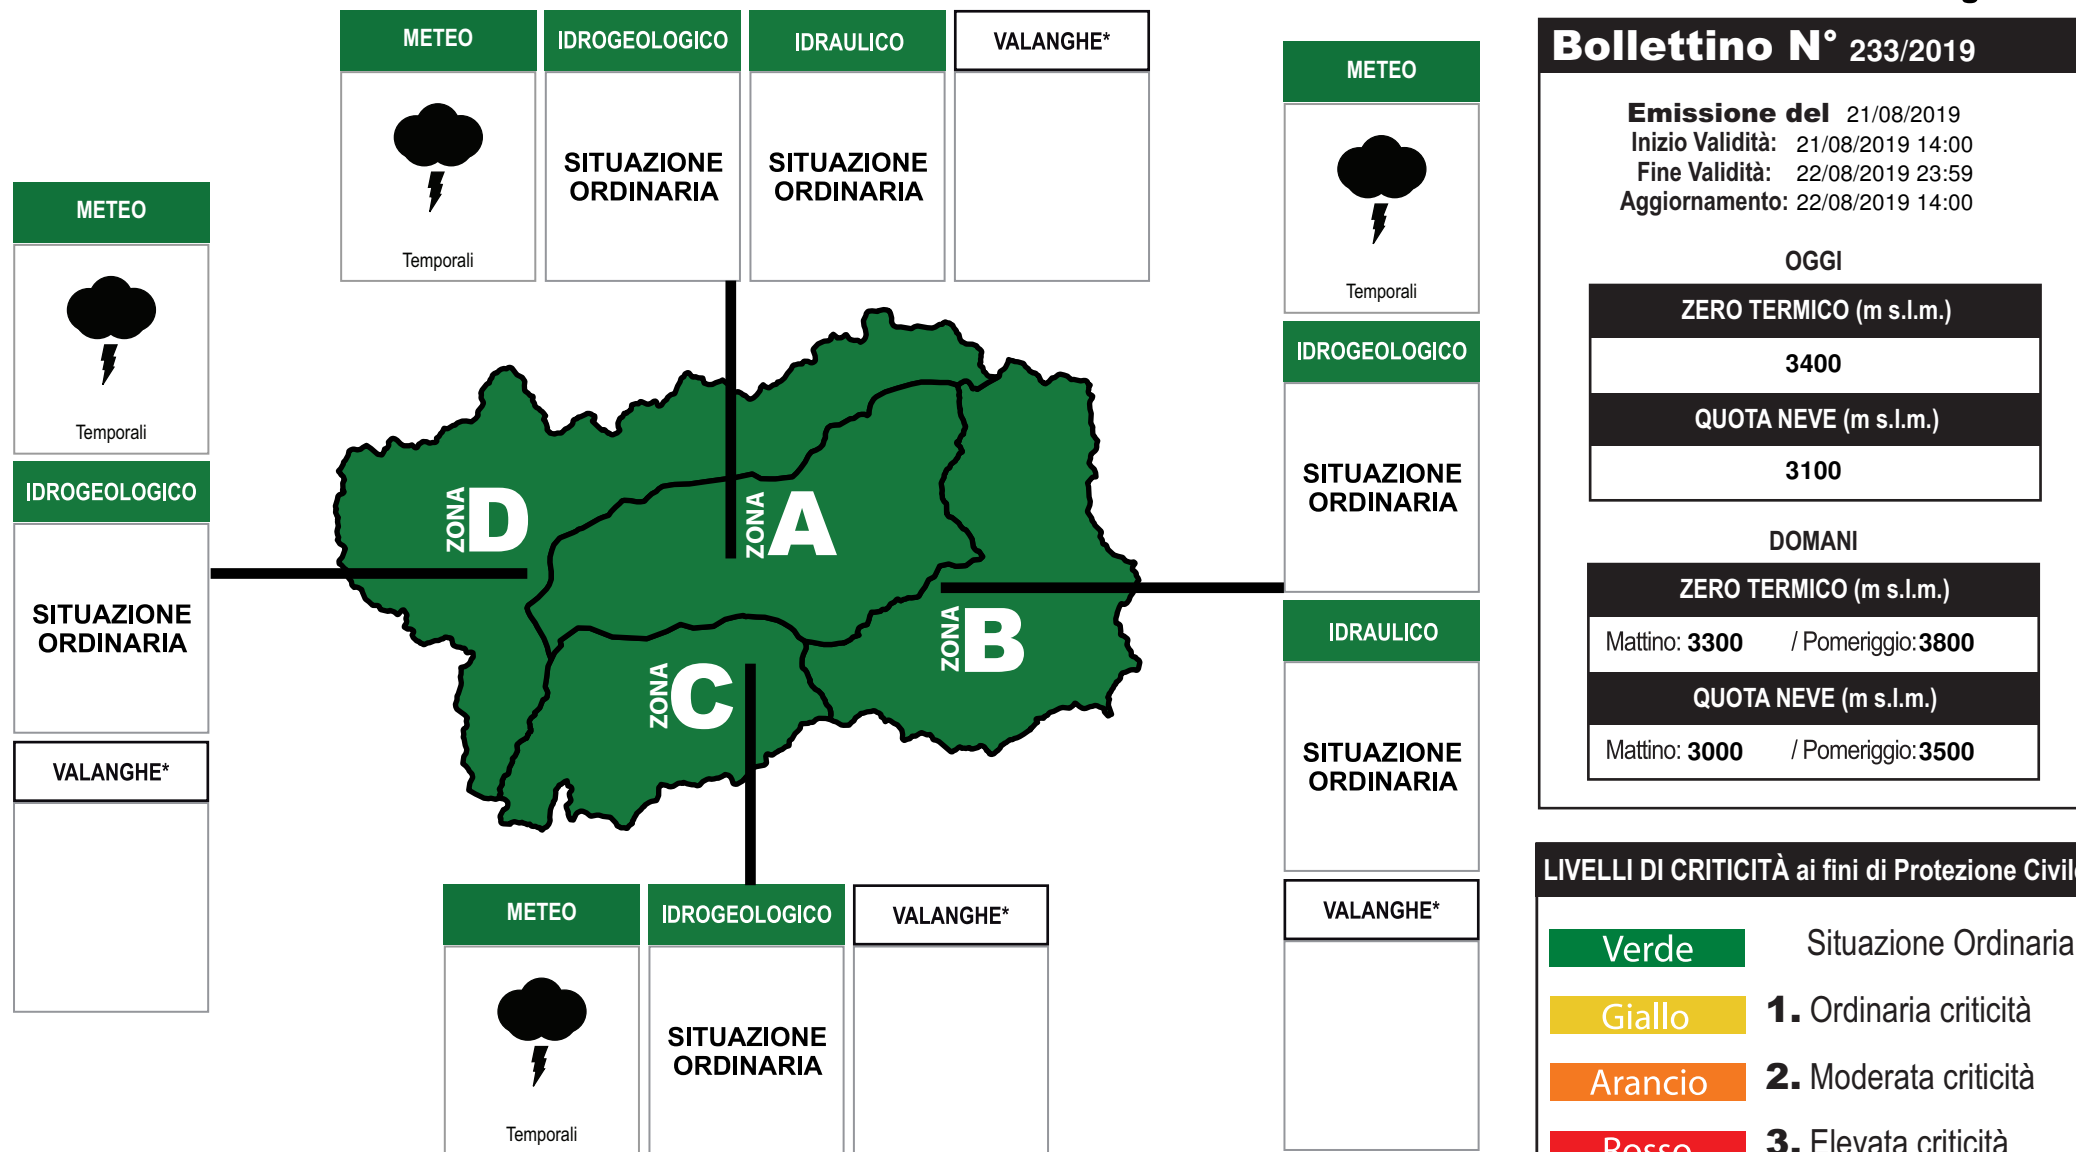 METEO
IDROGEOLOGICO
IDRAULICO
VALANGHE*
Temporali
SITUAZIONE
ORDINARIA
SITUAZIONE
ORDINARIA
METEO
Temporali
IDROGEOLOGICO
SITUAZIONE
ORDINARIA
VALANGHE*
ZONA D
ZONA A
ZONA B
ZONA C
METEO
Temporali
IDROGEOLOGICO
SITUAZIONE
ORDINARIA
IDRAULICO
SITUAZIONE
ORDINARIA
VALANGHE*
METEO
IDROGEOLOGICO
VALANGHE*
Temporali
SITUAZIONE
ORDINARIA
Bollettino N° 233/2019
Emissione del 21/08/2019
Inizio Validità: 21/08/2019 14:00
Fine Validità: 22/08/2019 23:59
Aggiornamento: 22/08/2019 14:00
OGGI
ZERO TERMICO (m s.l.m.)
3400
QUOTA NEVE (m s.l.m.)
3100
DOMANI
ZERO TERMICO (m s.l.m.)
Mattino: 3300 / Pomeriggio: 3800
QUOTA NEVE (m s.l.m.)
Mattino: 3000 / Pomeriggio: 3500
LIVELLI DI CRITICITÀ ai fini di Protezione Civile
Verde Situazione Ordinaria
Giallo 1. Ordinaria criticità
Arancio 2. Moderata criticità
Rosso 3. Elevata criticità